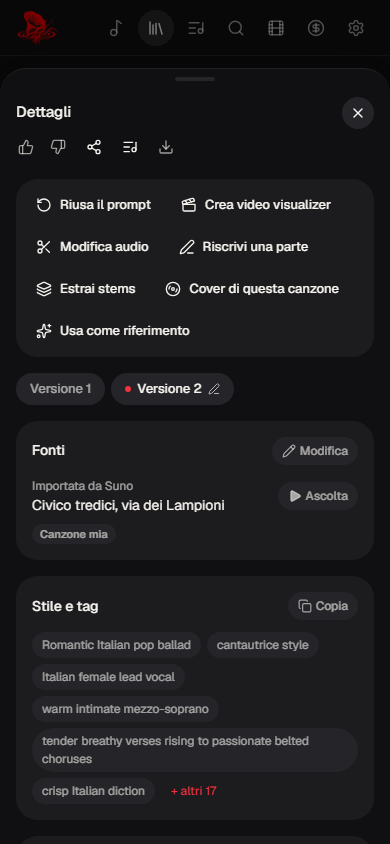 Dettagli
Riusa il prompt
Crea video visualizer
Modifica audio
Riscrivi una parte
Estrai stems
Cover di questa canzone
Usa come riferimento
Versione 1
Versione 2
Fonti
Modifica
Importata da Suno
Civico tredici, via dei Lampioni
Ascolta
Canzone mia
Stile e tag
Copia
Romantic Italian pop ballad
cantautrice style
Italian female lead vocal
warm intimate mezzo-soprano
tender breathy verses rising to passionate belted
choruses
crisp Italian diction
+ altri 17